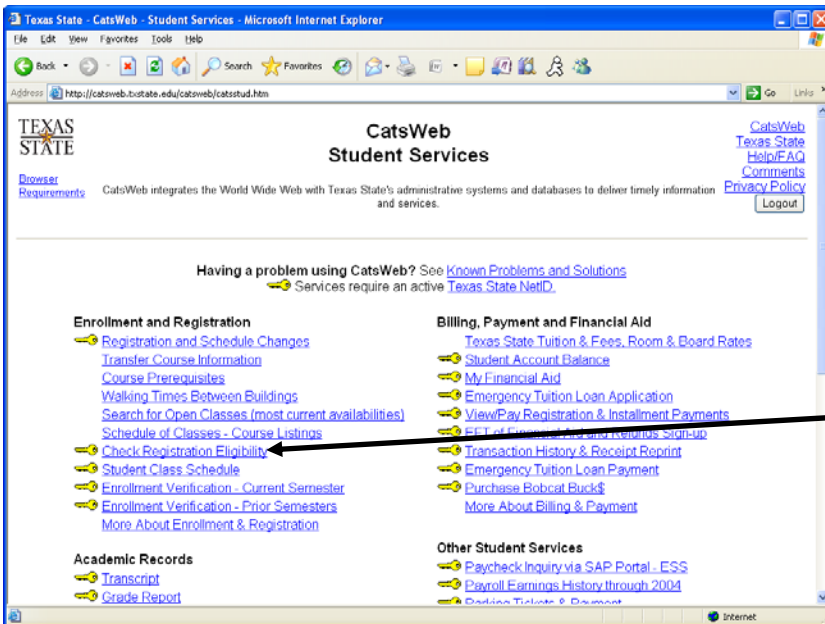 Texas State - CatsWeb - Student Services - Microsoft Internet Explorer
File Edit View Favorites Tools Help
Back Search Favorites
Address http://catsweb.txstate.edu/catsweb/catsstud.htm Go Links
TEXAS
STATE
Browser
Requirements
CatsWeb
Student Services
CatsWeb integrates the World Wide Web with Texas State's administrative systems and databases to deliver timely information
and services.
CatsWeb
Texas State
Help/FAQ
Comments
Privacy Policy
Logout
Having a problem using CatsWeb? See Known Problems and Solutions
Services require an active Texas State NetID.
Enrollment and Registration
Registration and Schedule Changes
Transfer Course Information
Course Prerequisites
Walking Times Between Buildings
Search for Open Classes (most current availabilities)
Schedule of Classes - Course Listings
Check Registration Eligibility
Student Class Schedule
Enrollment Verification - Current Semester
Enrollment Verification - Prior Semesters
More About Enrollment & Registration
Academic Records
Transcript
Grade Report
Billing, Payment and Financial Aid
Texas State Tuition & Fees, Room & Board Rates
Student Account Balance
My Financial Aid
Emergency Tuition Loan Application
View/Pay Registration & Installment Payments
EFT of Financial Aid and Refunds Sign-up
Transaction History & Receipt Reprint
Emergency Tuition Loan Payment
Purchase Bobcat Buck$
More About Billing & Payment
Other Student Services
Paycheck Inquiry via SAP Portal - ESS
Payroll Earnings History through 2004
Parking Tickets & Payment
Internet